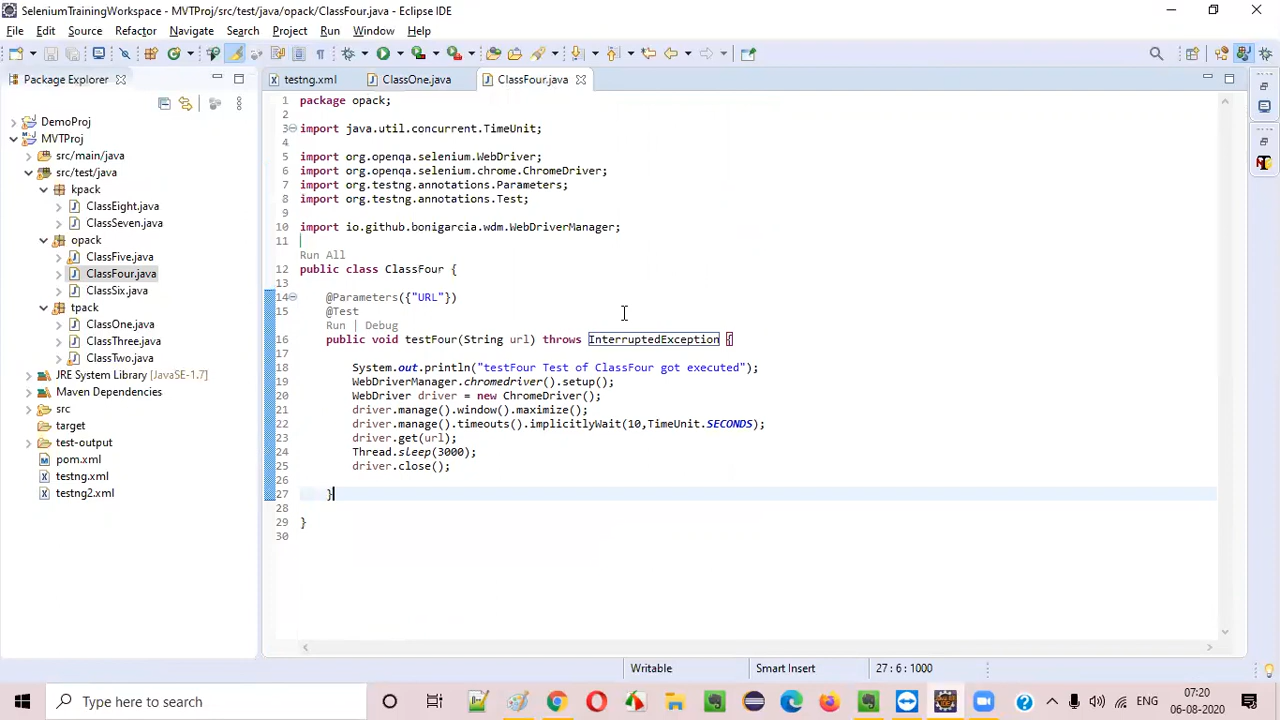 SeleniumTrainingWorkspace - MVTProj/src/test/java/opack/ClassFour.java - Eclipse IDE
File Edit Source Refactor Navigate Search Project Run Window Help
Package Explorer
testng.xml ClassOne.java ClassFour.java
DemoProj
MVTProj
src/main/java
src/test/java
kpack
ClassEight.java
ClassSeven.java
opack
ClassFive.java
ClassFour.java
ClassSix.java
tpack
ClassOne.java
ClassThree.java
ClassTwo.java
JRE System Library [JavaSE-1.7]
Maven Dependencies
src
target
test-output
pom.xml
testng.xml
testng2.xml
1 package opack;
2
3 import java.util.concurrent.TimeUnit;
4
5 import org.openqa.selenium.WebDriver;
6 import org.openqa.selenium.chrome.ChromeDriver;
7 import org.testng.annotations.Parameters;
8 import org.testng.annotations.Test;
9
10 import io.github.bonigarcia.wdm.WebDriverManager;
11
Run All
12 public class ClassFour {
13
14 @Parameters({"URL"})
15 @Test
Run | Debug
16 public void testFour(String url) throws InterruptedException {
17
18 System.out.println("testFour Test of ClassFour got executed");
19 WebDriverManager.chromedriver().setup();
20 WebDriver driver = new ChromeDriver();
21 driver.manage().window().maximize();
22 driver.manage().timeouts().implicitlyWait(10,TimeUnit.SECONDS);
23 driver.get(url);
24 Thread.sleep(3000);
25 driver.close();
26
27 }
28
29 }
30
Writable Smart Insert 27 : 6 : 1000
Type here to search
ENG
07:20
06-08-2020